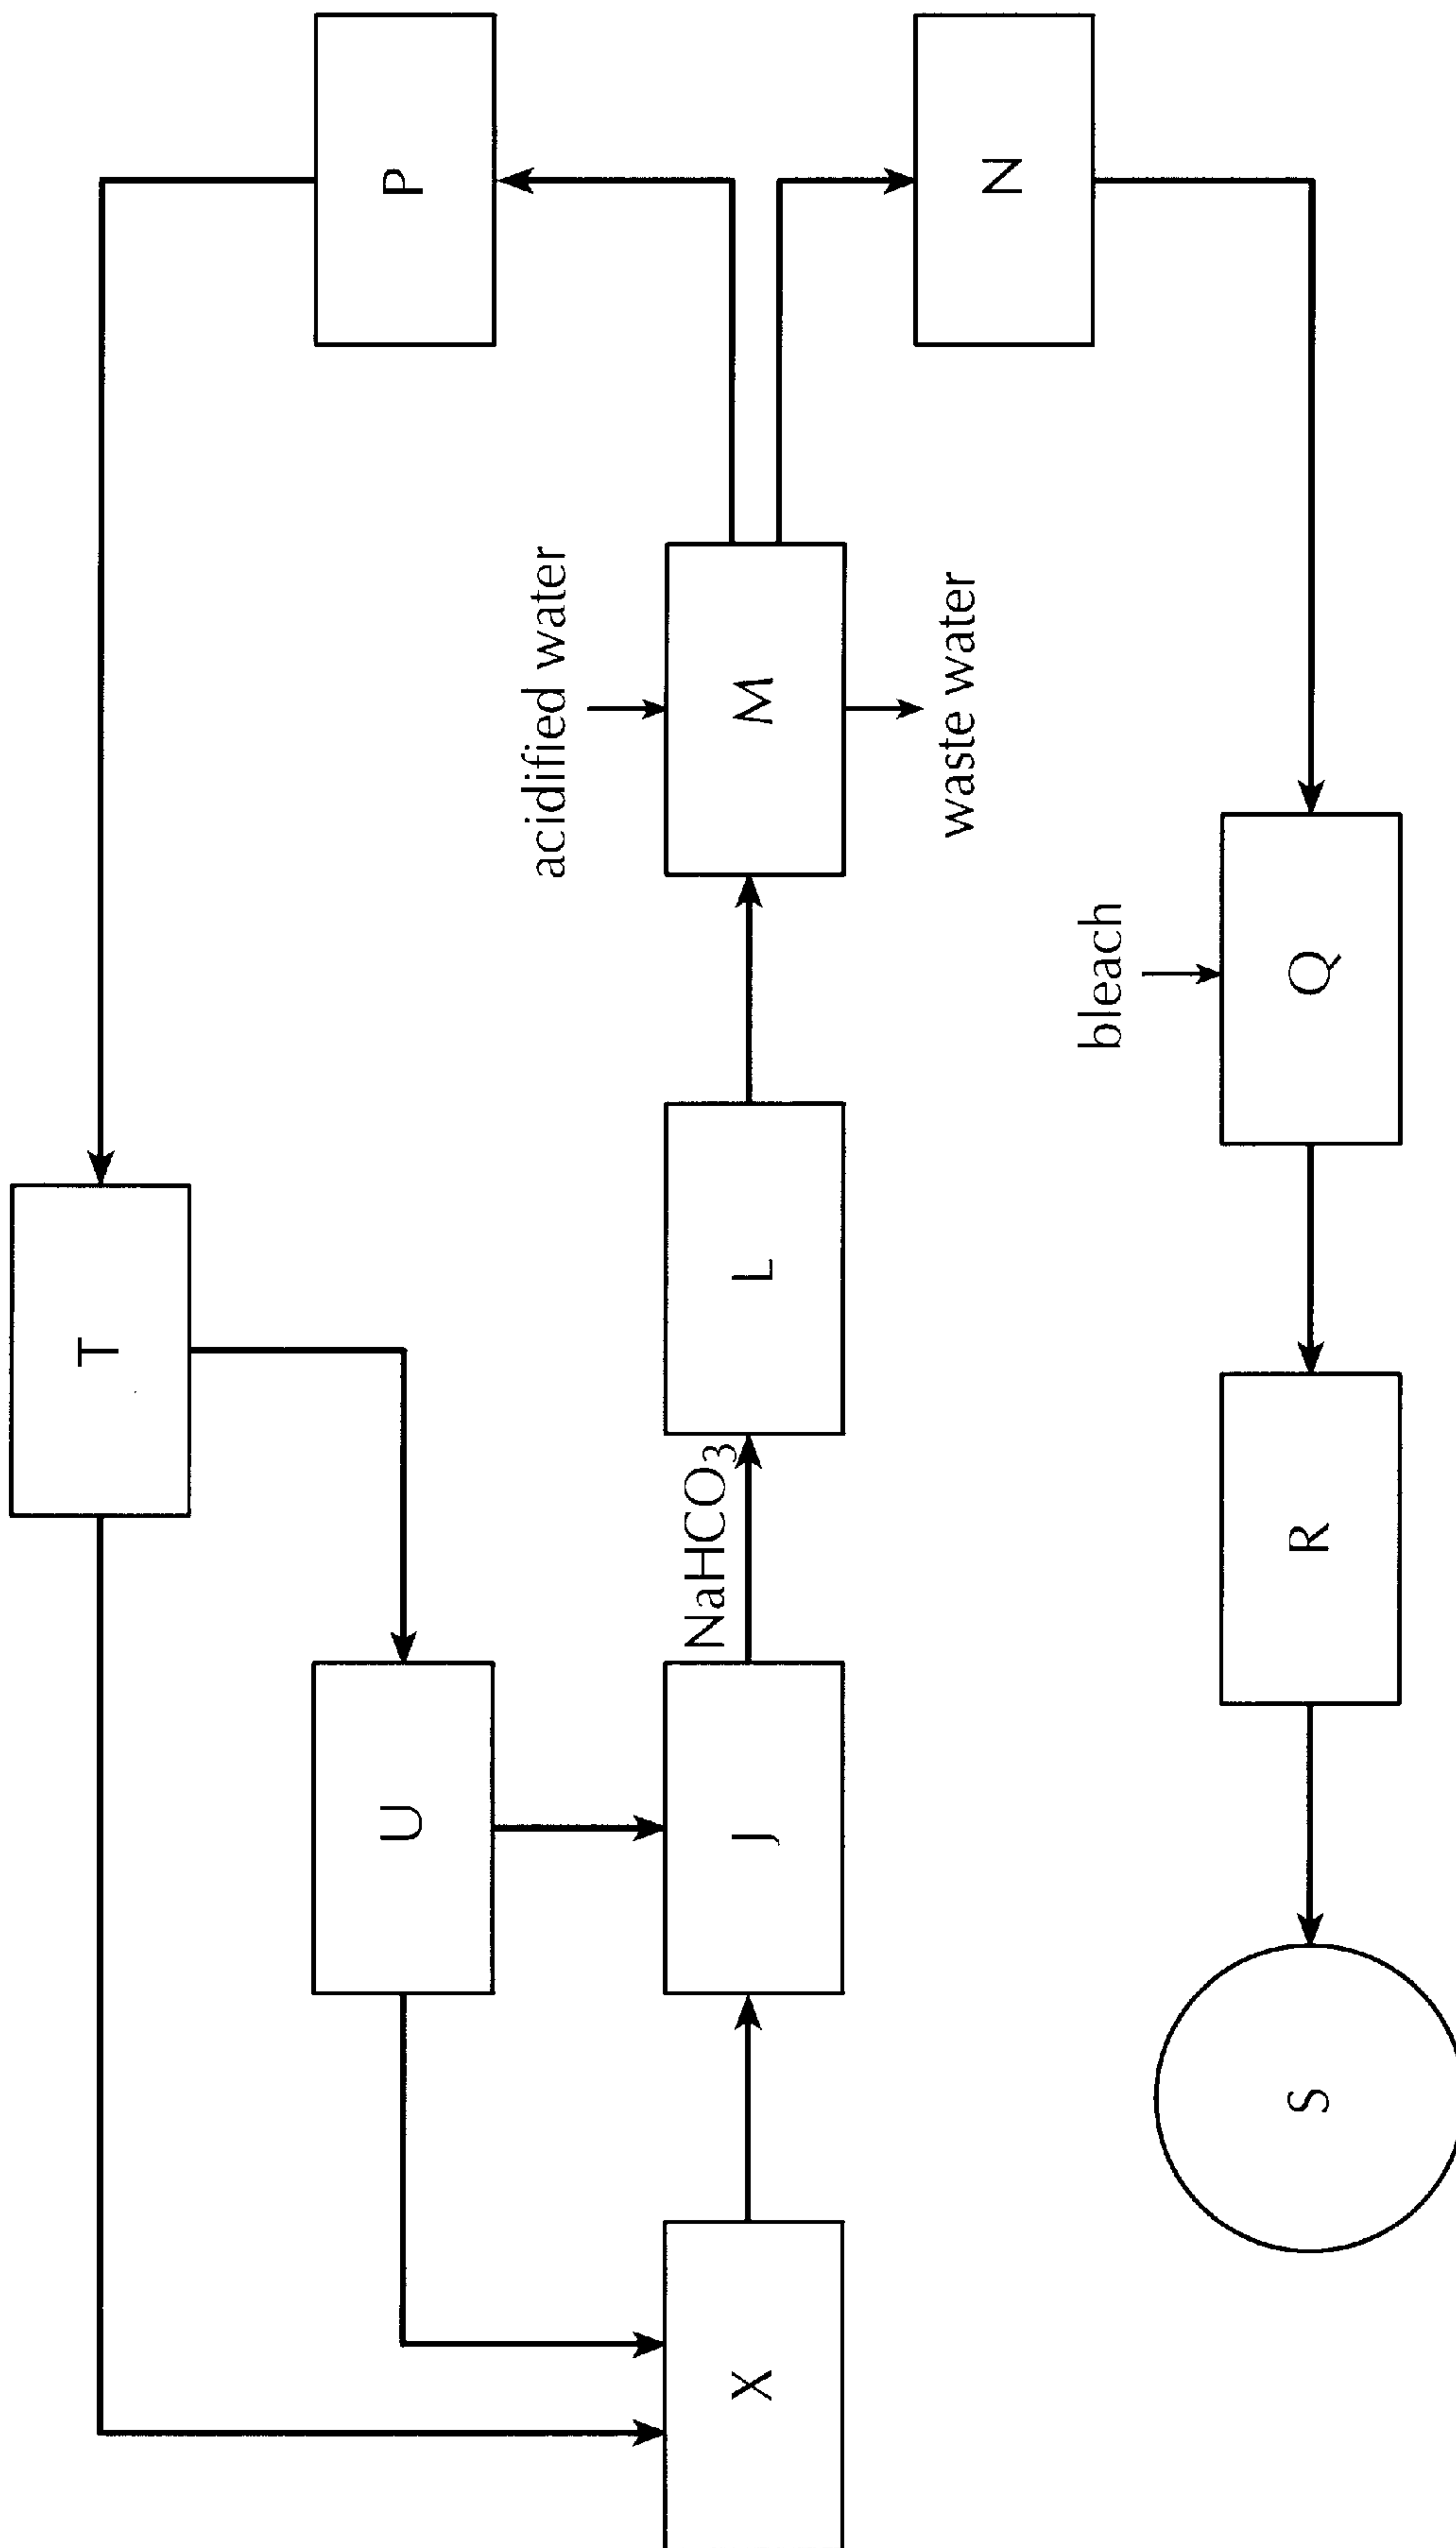 T
U
P
X
J
NaHCO₃
L
acidified water
M
waste water
N
bleach
S
R
Q